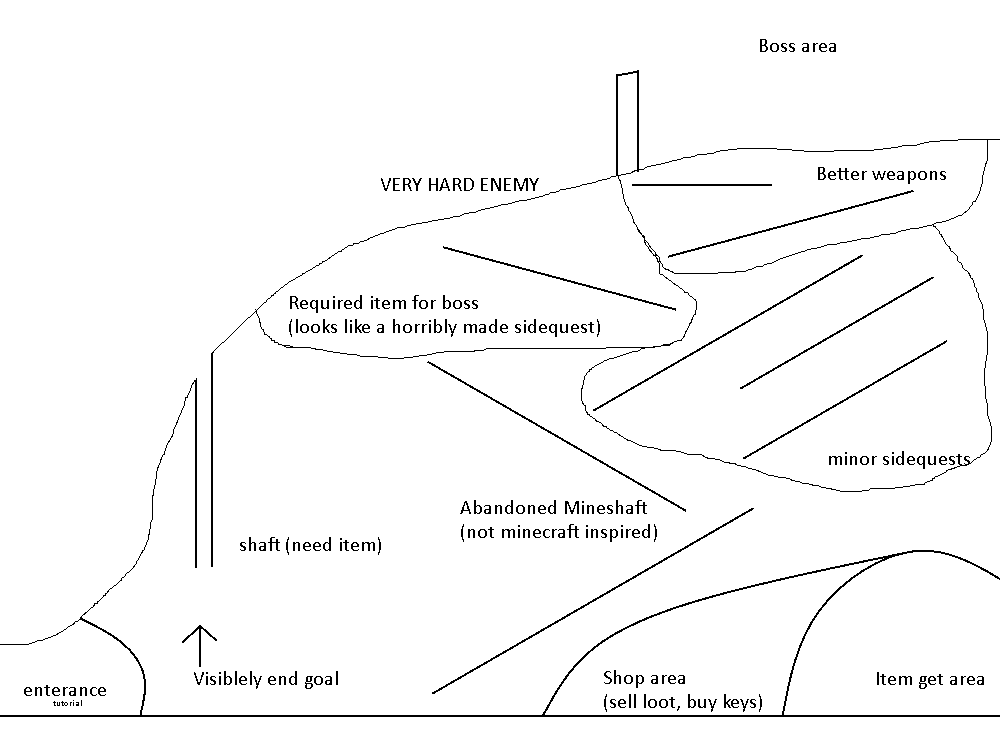 Boss area
Better weapons
VERY HARD ENEMY
Required item for boss
(looks like a horribly made sidequest)
minor sidequests
Abandoned Mineshaft
(not minecraft inspired)
shaft (need item)
Visiblely end goal
Shop area
(sell loot, buy keys)
Item get area
enterance
tutorial